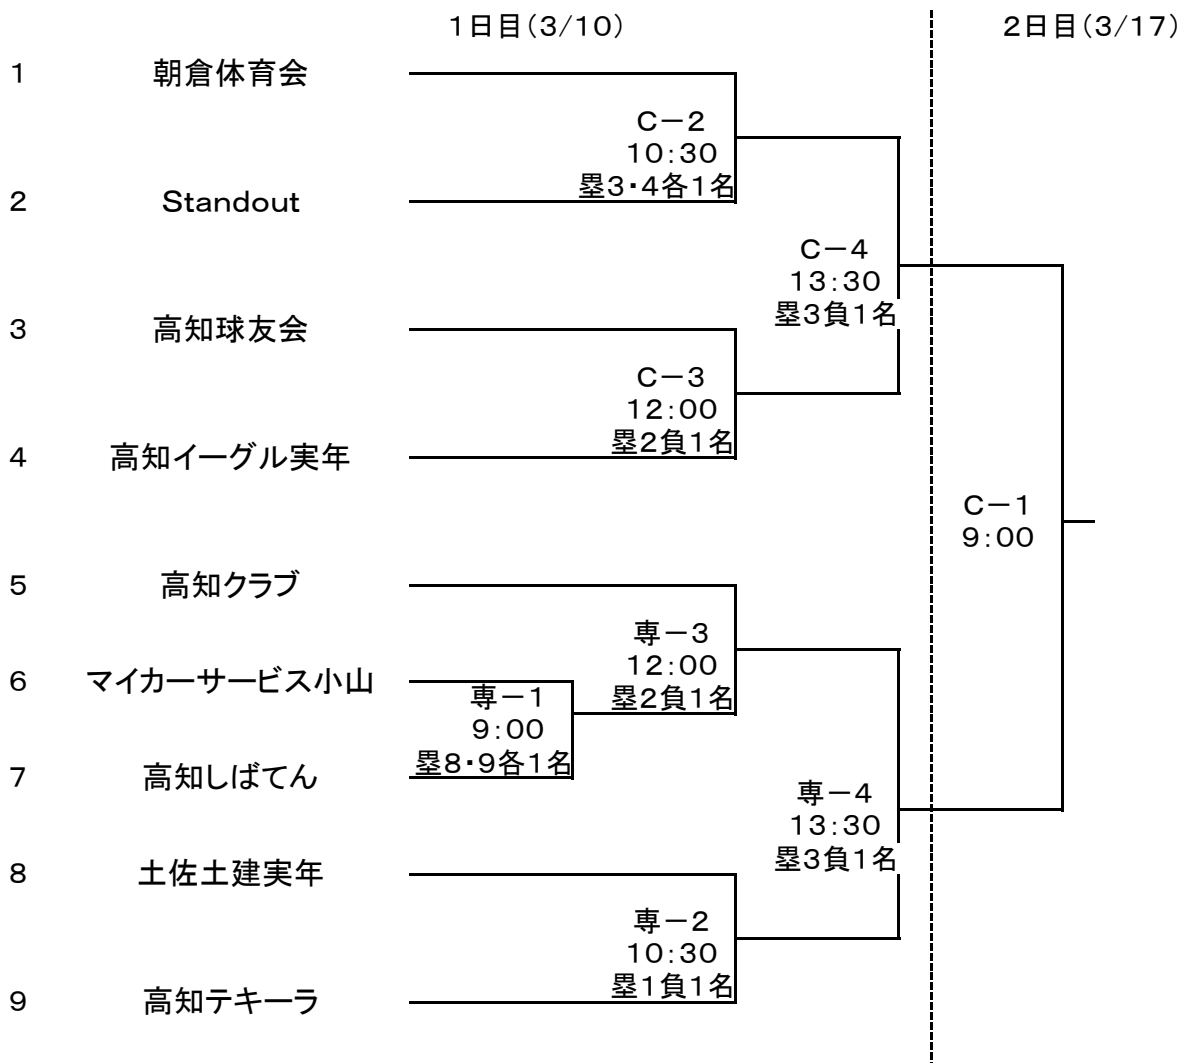 １日目（３／１０）
２日目（３／１７）
１ 朝倉体育会
Ｃ－２
１０：３０
塁３・４各１名
２ Ｓｔａｎｄｏｕｔ
Ｃ－４
１３：３０
塁３負１名
３ 高知球友会
Ｃ－３
１２：００
塁２負１名
４ 高知イーグル実年
Ｃ－１
９：００
５ 高知クラブ
専－３
１２：００
塁２負１名
６ マイカーサービス小山
専－１
９：００
塁８・９各１名
７ 高知しばてん
専－４
１３：３０
塁３負１名
８ 土佐土建実年
専－２
１０：３０
塁１負１名
９ 高知テキーラ